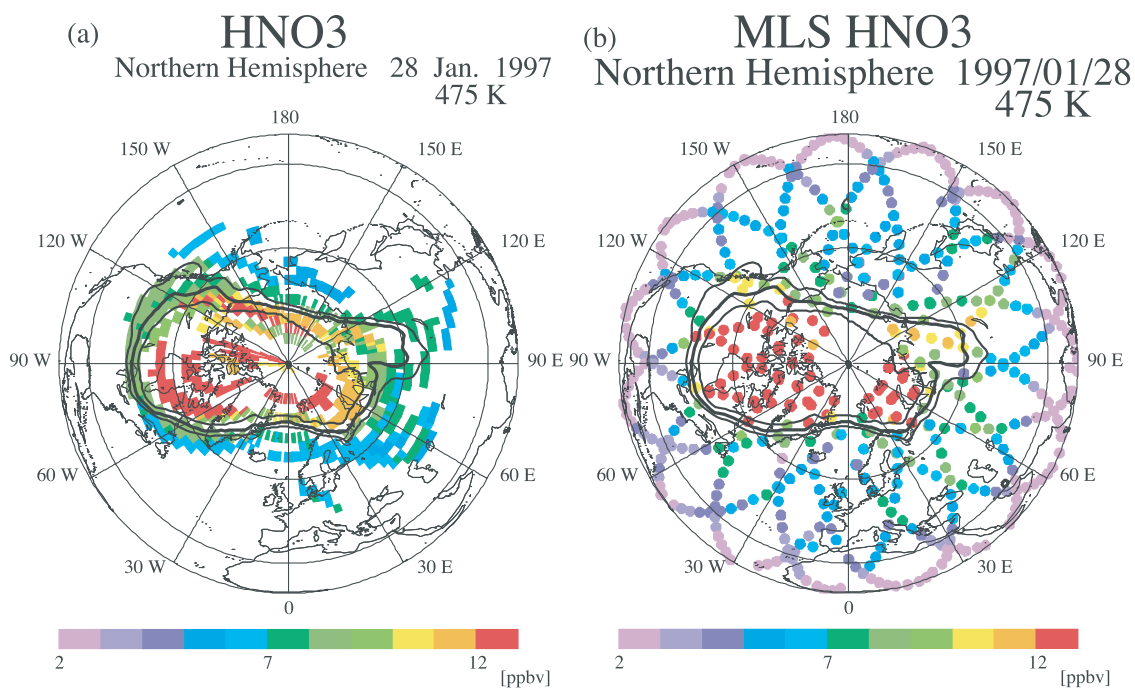 (a)
HNO3
Northern Hemisphere 28 Jan. 1997
475 K
180
150 W
150 E
120 W
120 E
90 W
90 E
60 W
60 E
30 W
30 E
0
2
7
12
[ppbv]
(b)
MLS HNO3
Northern Hemisphere 1997/01/28
475 K
180
150 W
150 E
120 W
120 E
90 W
90 E
60 W
60 E
30 W
30 E
0
2
7
12
[ppbv]